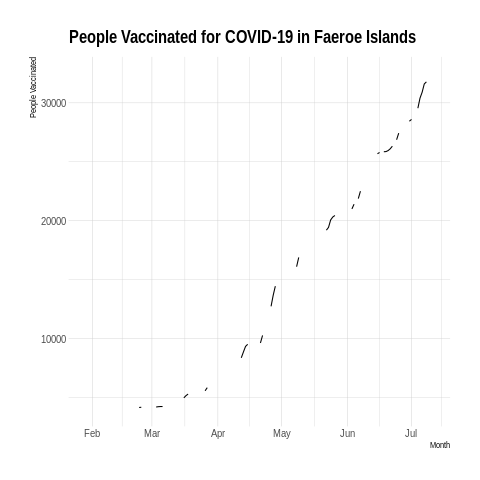 People Vaccinated for COVID-19 in Faeroe Islands
People Vaccinated
30000
20000
10000
Feb Mar Apr May Jun Jul
Month